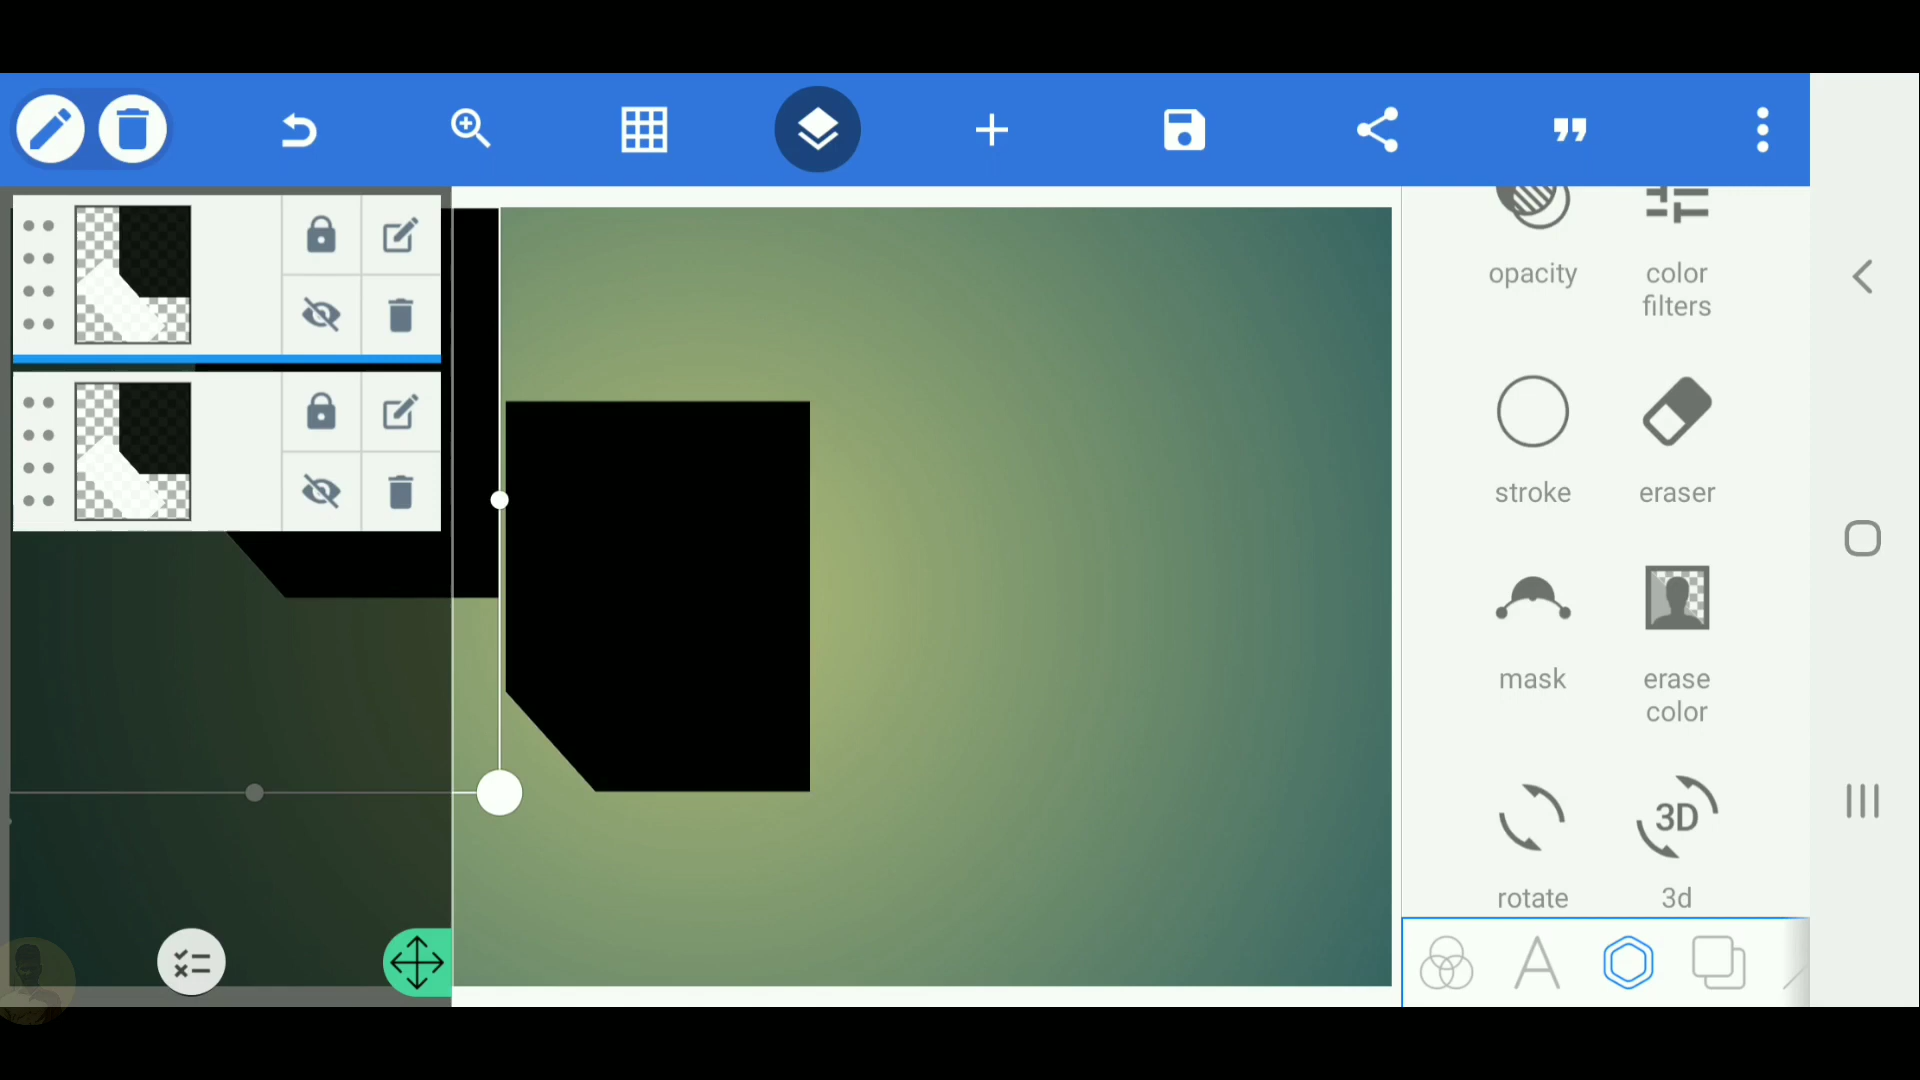 opacity
color
filters
stroke
eraser
mask
erase
color
3D
rotate
3d